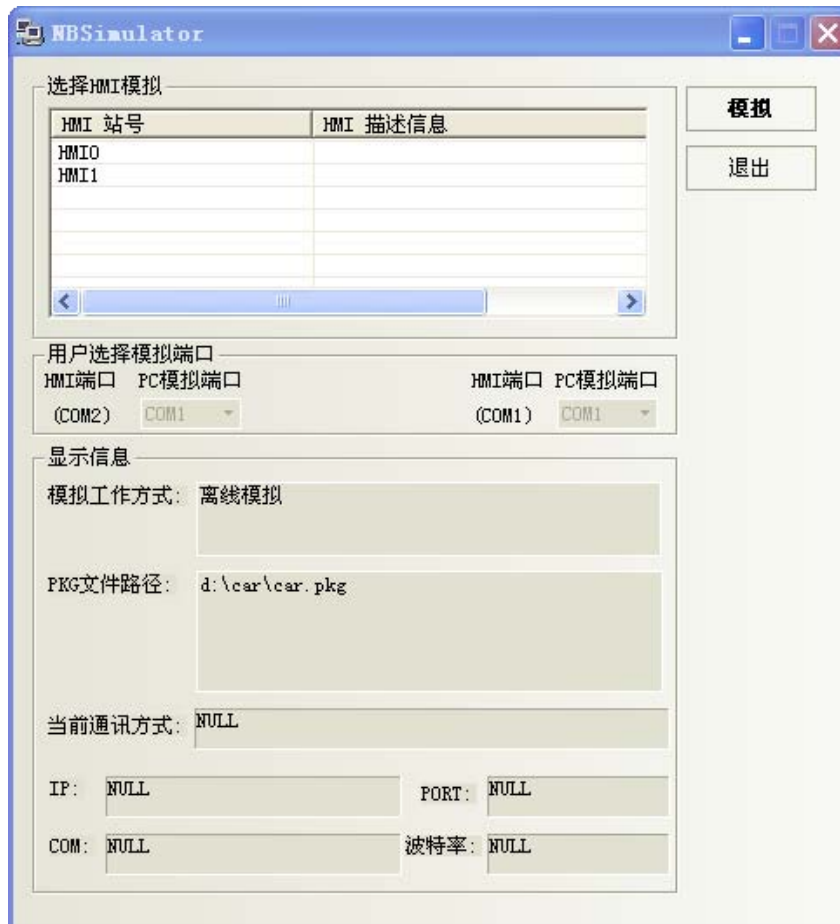 NBSimulator
选择HMI模拟
HMI 站号 HMI 描述信息
HMI0
HMI1
模拟
退出
用户选择模拟端口
HMI端口 PC模拟端口 HMI端口 PC模拟端口
(COM2) COM1 (COM1) COM1
显示信息
模拟工作方式: 离线模拟
PKG文件路径: d:\car\car.pkg
当前通讯方式: NULL
IP: NULL PORT: NULL
COM: NULL 波特率: NULL